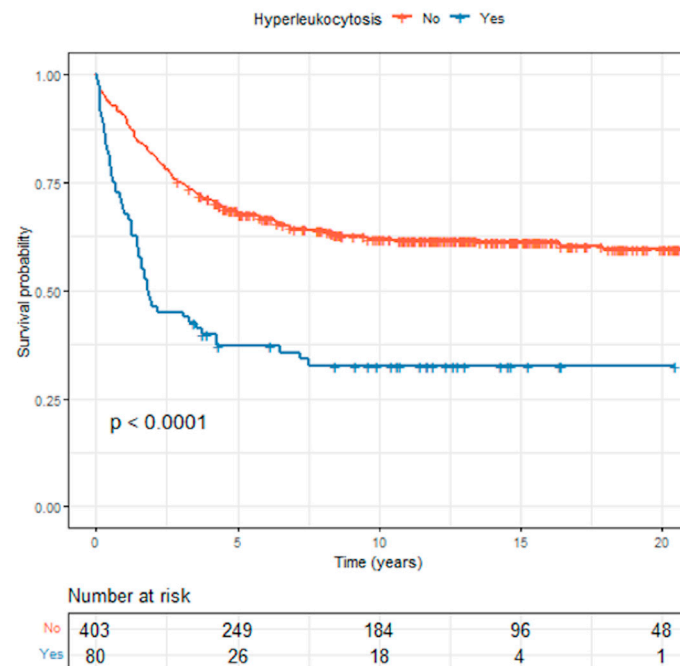 Hyperleukocytosis No Yes
1.00
0.75
0.50
0.25
0.00
Survival probability
p < 0.0001
0 5 10 15 20
Time (years)
Number at risk
No 403 249 184 96 48
Yes 80 26 18 4 1